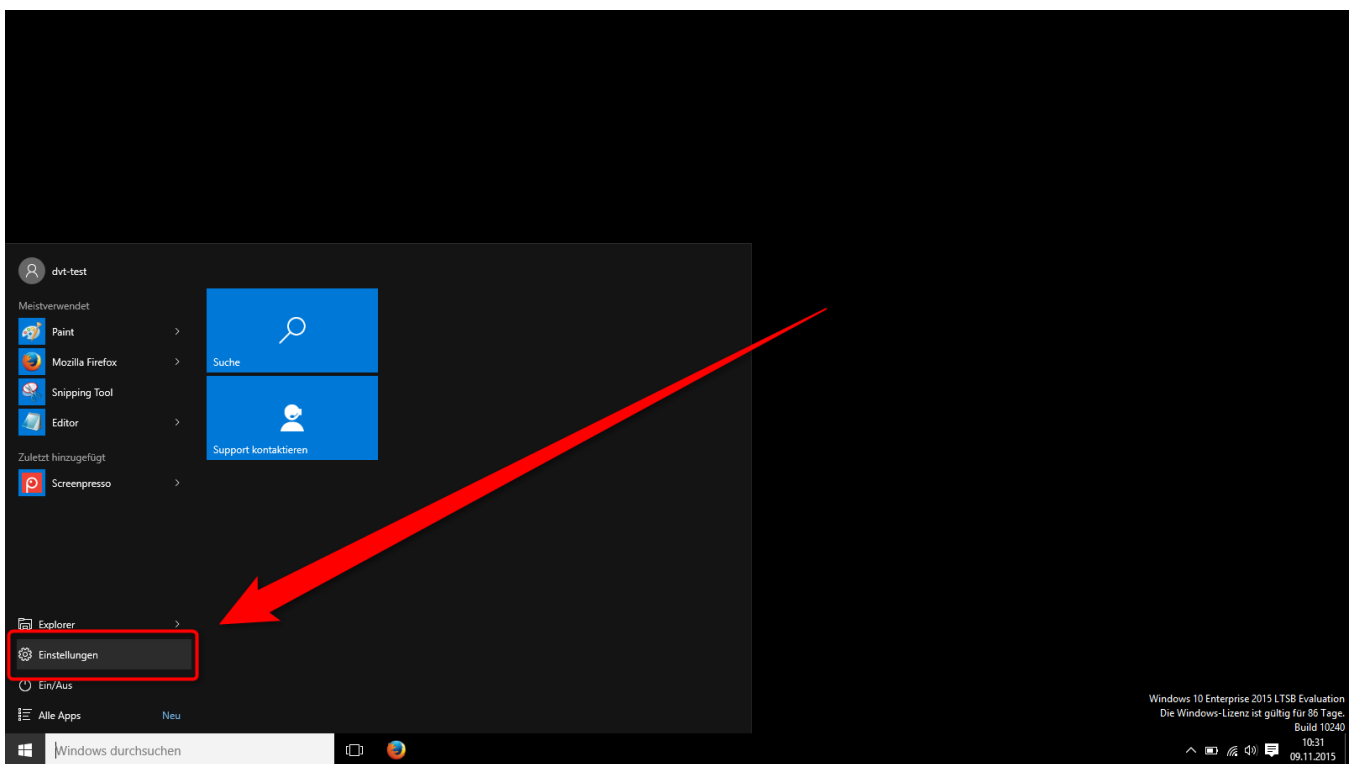 dvt-test
Meistverwendet
Paint
Mozilla Firefox
Snipping Tool
Editor
Zuletzt hinzugefügt
Screenpresso
Suche
Support kontaktieren
Explorer
Einstellungen
Ein/Aus
Alle Apps Neu
Windows durchsuchen
Windows 10 Enterprise 2015 LTSB Evaluation
Die Windows-Lizenz ist gültig für 86 Tage.
Build 10240
10:31
09.11.2015